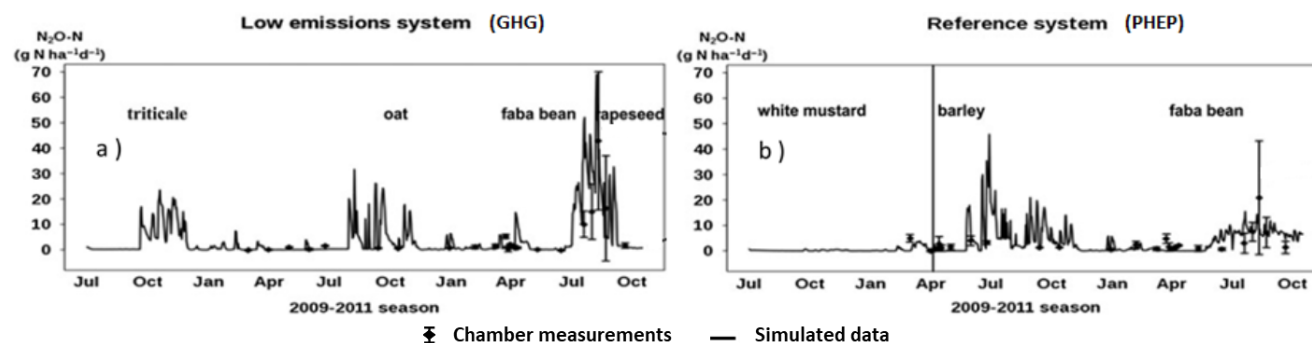 Low emissions system (GHG)
N₂O-N
(g N ha⁻¹d⁻¹)
70
60
50
40
30
20
10
0
triticale
oat
faba bean
rapeseed
a )
Jul Oct Jan Apr Jul Oct Jan Apr Jul Oct
2009-2011 season
Reference system (PHEP)
N₂O-N
(g N ha⁻¹d⁻¹)
70
60
50
40
30
20
10
0
white mustard
barley
faba bean
b )
Jul Oct Jan Apr Jul Oct Jan Apr Jul Oct
2009-2011 season
Chamber measurements
Simulated data